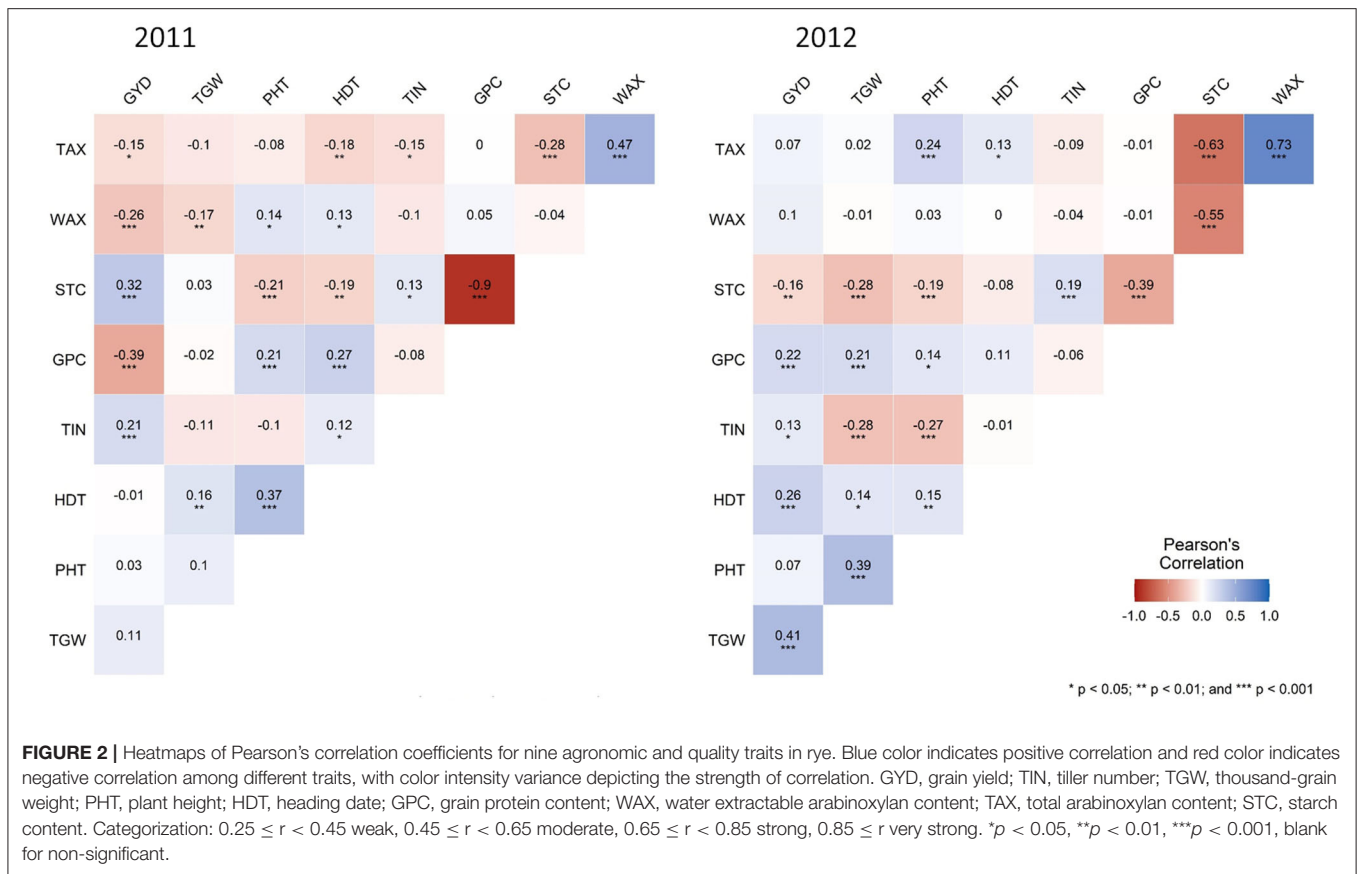 2011
2012
GYD TGW PHT HDT TIN GPC STC WAX
GYD TGW PHT HDT TIN GPC STC WAX
TAX -0.15 * -0.1 -0.08 -0.18 ** -0.15 * 0 -0.28 *** 0.47 ***
WAX -0.26 *** -0.17 ** 0.14 * 0.13 * -0.1 0.05 -0.04
STC 0.32 *** 0.03 -0.21 *** -0.19 ** 0.13 * -0.9 ***
GPC -0.39 *** -0.02 0.21 *** 0.27 *** -0.08
TIN 0.21 *** -0.11 -0.1 0.12 *
HDT -0.01 0.16 ** 0.37 ***
PHT 0.03 0.1
TGW 0.11
TAX 0.07 0.02 0.24 *** 0.13 * -0.09 -0.01 -0.63 *** 0.73 ***
WAX 0.1 -0.01 0.03 0 -0.04 -0.01 -0.55 ***
STC -0.16 ** -0.28 *** -0.19 *** -0.08 0.19 *** -0.39 ***
GPC 0.22 *** 0.21 *** 0.14 * 0.11 -0.06
TIN 0.13 * -0.28 *** -0.27 *** -0.01
HDT 0.26 *** 0.14 * 0.15 **
PHT 0.07 0.39 ***
TGW 0.41 ***
Pearson's
Correlation
-1.0 -0.5 0.0 0.5 1.0
* p < 0.05; ** p < 0.01; and *** p < 0.001
FIGURE 2 | Heatmaps of Pearson's correlation coefficients for nine agronomic and quality traits in rye. Blue color indicates positive correlation and red color indicates
negative correlation among different traits, with color intensity variance depicting the strength of correlation. GYD, grain yield; TIN, tiller number; TGW, thousand-grain
weight; PHT, plant height; HDT, heading date; GPC, grain protein content; WAX, water extractable arabinoxylan content; TAX, total arabinoxylan content; STC, starch
content. Categorization: 0.25 ≤ r < 0.45 weak, 0.45 ≤ r < 0.65 moderate, 0.65 ≤ r < 0.85 strong, 0.85 ≤ r very strong. *p < 0.05, **p < 0.01, ***p < 0.001, blank
for non-significant.